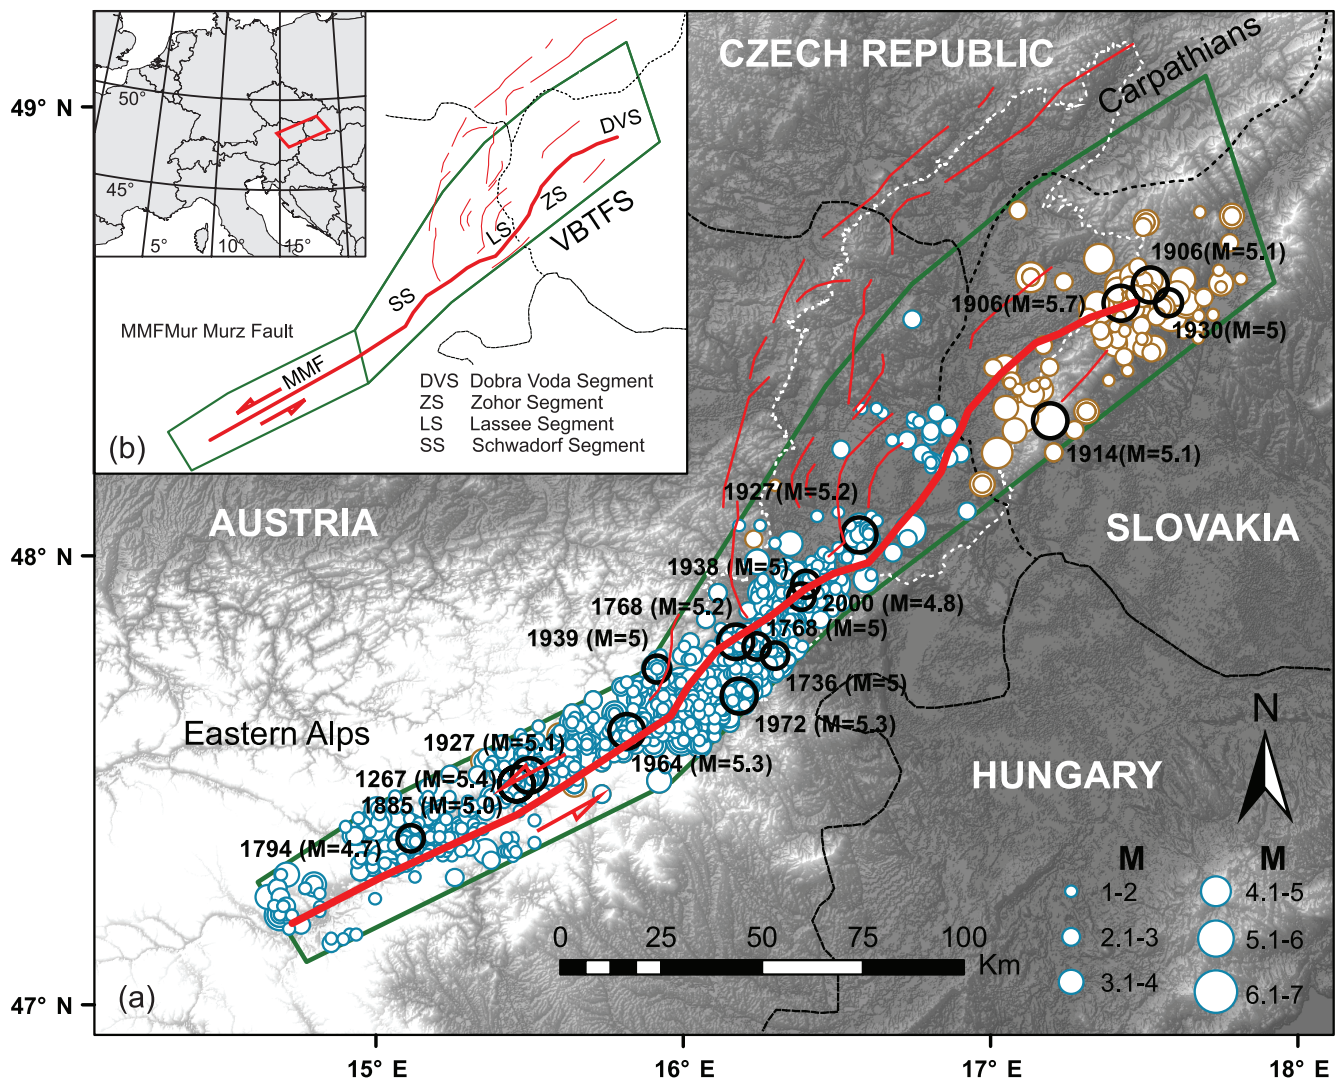 49° N
48° N
47° N
15° E
16° E
17° E
18° E
50°
45°
5°
10°
15°
DVS
ZS
LS
VBTFS
SS
MMFMur Murz Fault
MMF
DVS Dobra Voda Segment
ZS Zohor Segment
LS Lassee Segment
SS Schwadorf Segment
(b)
CZECH REPUBLIC
Carpathians
1906(M=5.1)
1906(M=5.7)
1930(M=5)
1914(M=5.1)
1927(M=5.2)
AUSTRIA
SLOVAKIA
1938 (M=5)
2000 (M=4.8)
1768 (M=5.2)
1768 (M=5)
1939 (M=5)
1736 (M=5)
1972 (M=5.3)
Eastern Alps
1927 (M=5.1)
1964 (M=5.3)
1267 (M=5.4)
1885 (M=5.0)
1794 (M=4.7)
HUNGARY
N
M
M
1-2
4.1-5
2.1-3
5.1-6
3.1-4
6.1-7
0 25 50 75 100
Km
(a)